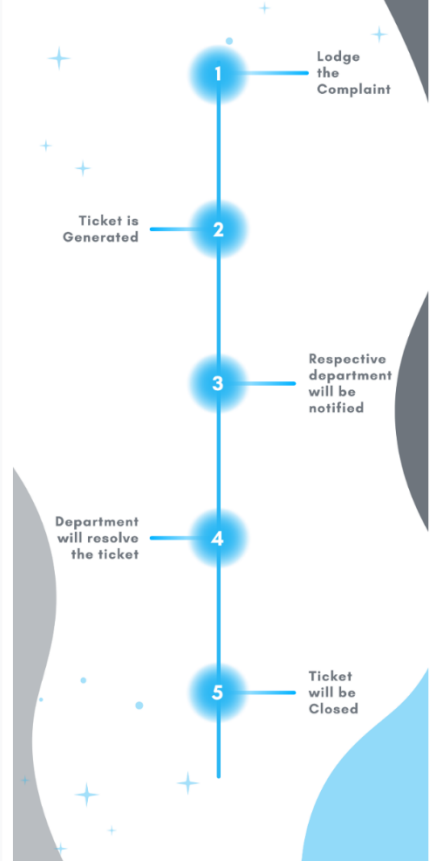 1
Lodge
the
Complaint
Ticket is
Generated
2
3
Respective
department
will be
notified
Department
will resolve
the ticket
4
5
Ticket
will be
Closed